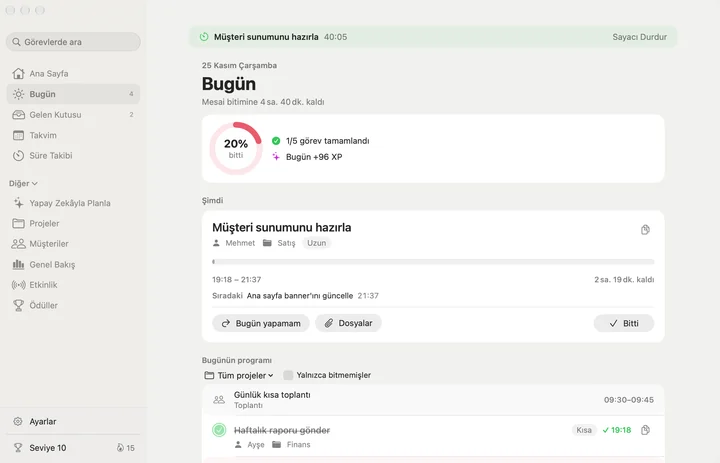 Görevlerde ara
Ana Sayfa
Bugün 4
Gelen Kutusu 2
Takvim
Süre Takibi
Diğer
Yapay Zekâyla Planla
Projeler
Müşteriler
Genel Bakış
Etkinlik
Ödüller
Ayarlar
Seviye 10 15
Müşteri sunumunu hazırla 40:05 Sayacı Durdur
25 Kasım Çarşamba
Bugün
Mesai bitimine 4 sa. 40 dk. kaldı
20%
bitti
1/5 görev tamamlandı
Bugün +96 XP
Şimdi
Müşteri sunumunu hazırla
Mehmet Satış Uzun
19:18 – 21:37 2 sa. 19 dk. kaldı
Sıradaki Ana sayfa banner'ını güncelle 21:37
Bugün yapamam Dosyalar Bitti
Bugünün programı
Tüm projeler Yalnızca bitmemişler
Günlük kısa toplantı 09:30–09:45
Toplantı
Haftalık raporu gönder Kısa 19:18
Ayşe Finans